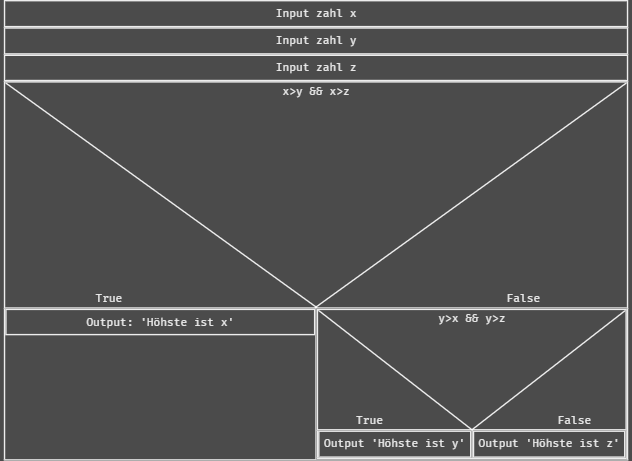 Input zahl x
Input zahl y
Input zahl z
x>y && x>z
True
False
Output: 'Höhste ist x'
y>x && y>z
True
False
Output 'Höhste ist y'
Output 'Höhste ist z'